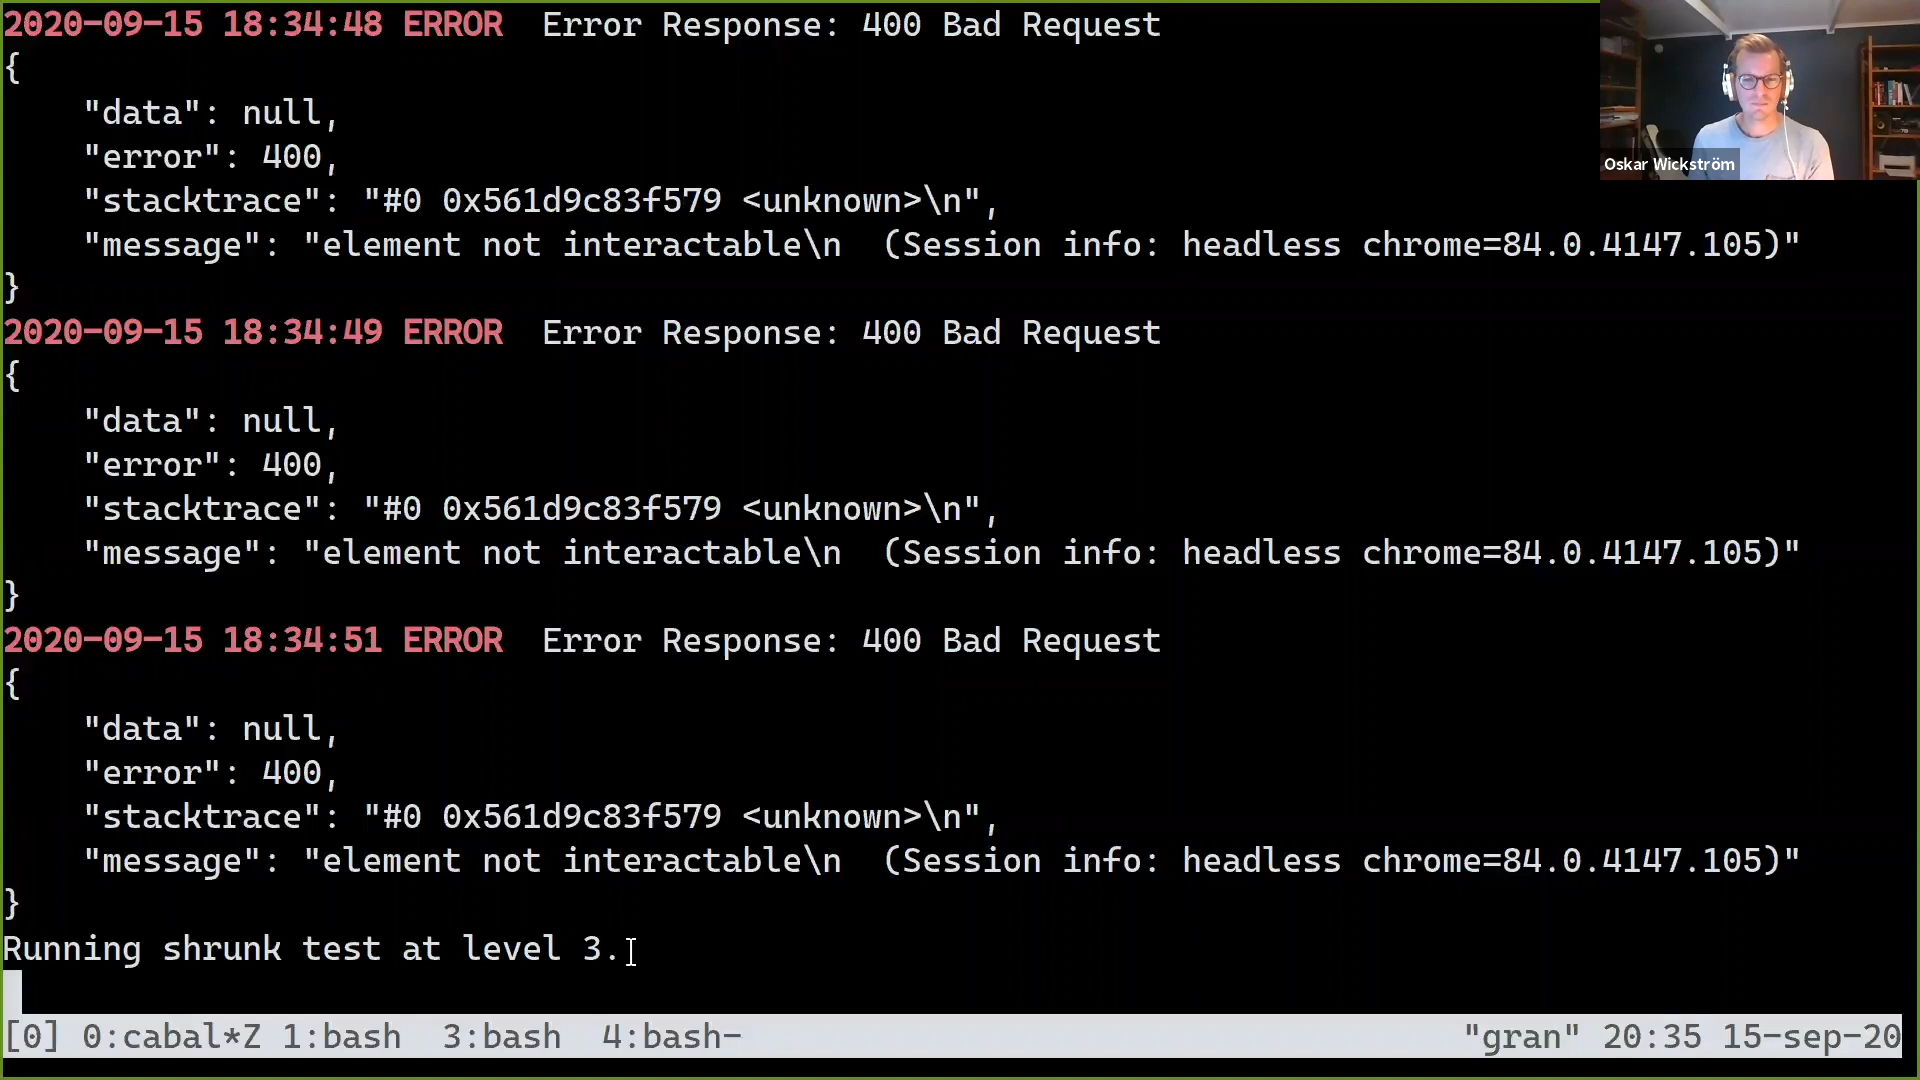 2020-09-15 18:34:48 ERROR  Error Response: 400 Bad Request
{
    "data": null,
    "error": 400,
    "stacktrace": "#0 0x561d9c83f579 <unknown>\n",
    "message": "element not interactable\n  (Session info: headless chrome=84.0.4147.105)"
}
2020-09-15 18:34:49 ERROR  Error Response: 400 Bad Request
{
    "data": null,
    "error": 400,
    "stacktrace": "#0 0x561d9c83f579 <unknown>\n",
    "message": "element not interactable\n  (Session info: headless chrome=84.0.4147.105)"
}
2020-09-15 18:34:51 ERROR  Error Response: 400 Bad Request
{
    "data": null,
    "error": 400,
    "stacktrace": "#0 0x561d9c83f579 <unknown>\n",
    "message": "element not interactable\n  (Session info: headless chrome=84.0.4147.105)"
}
Running shrunk test at level 3.
[0] 0:cabal*Z 1:bash  3:bash  4:bash-  "gran" 20:35 15-sep-20
Oskar Wickström